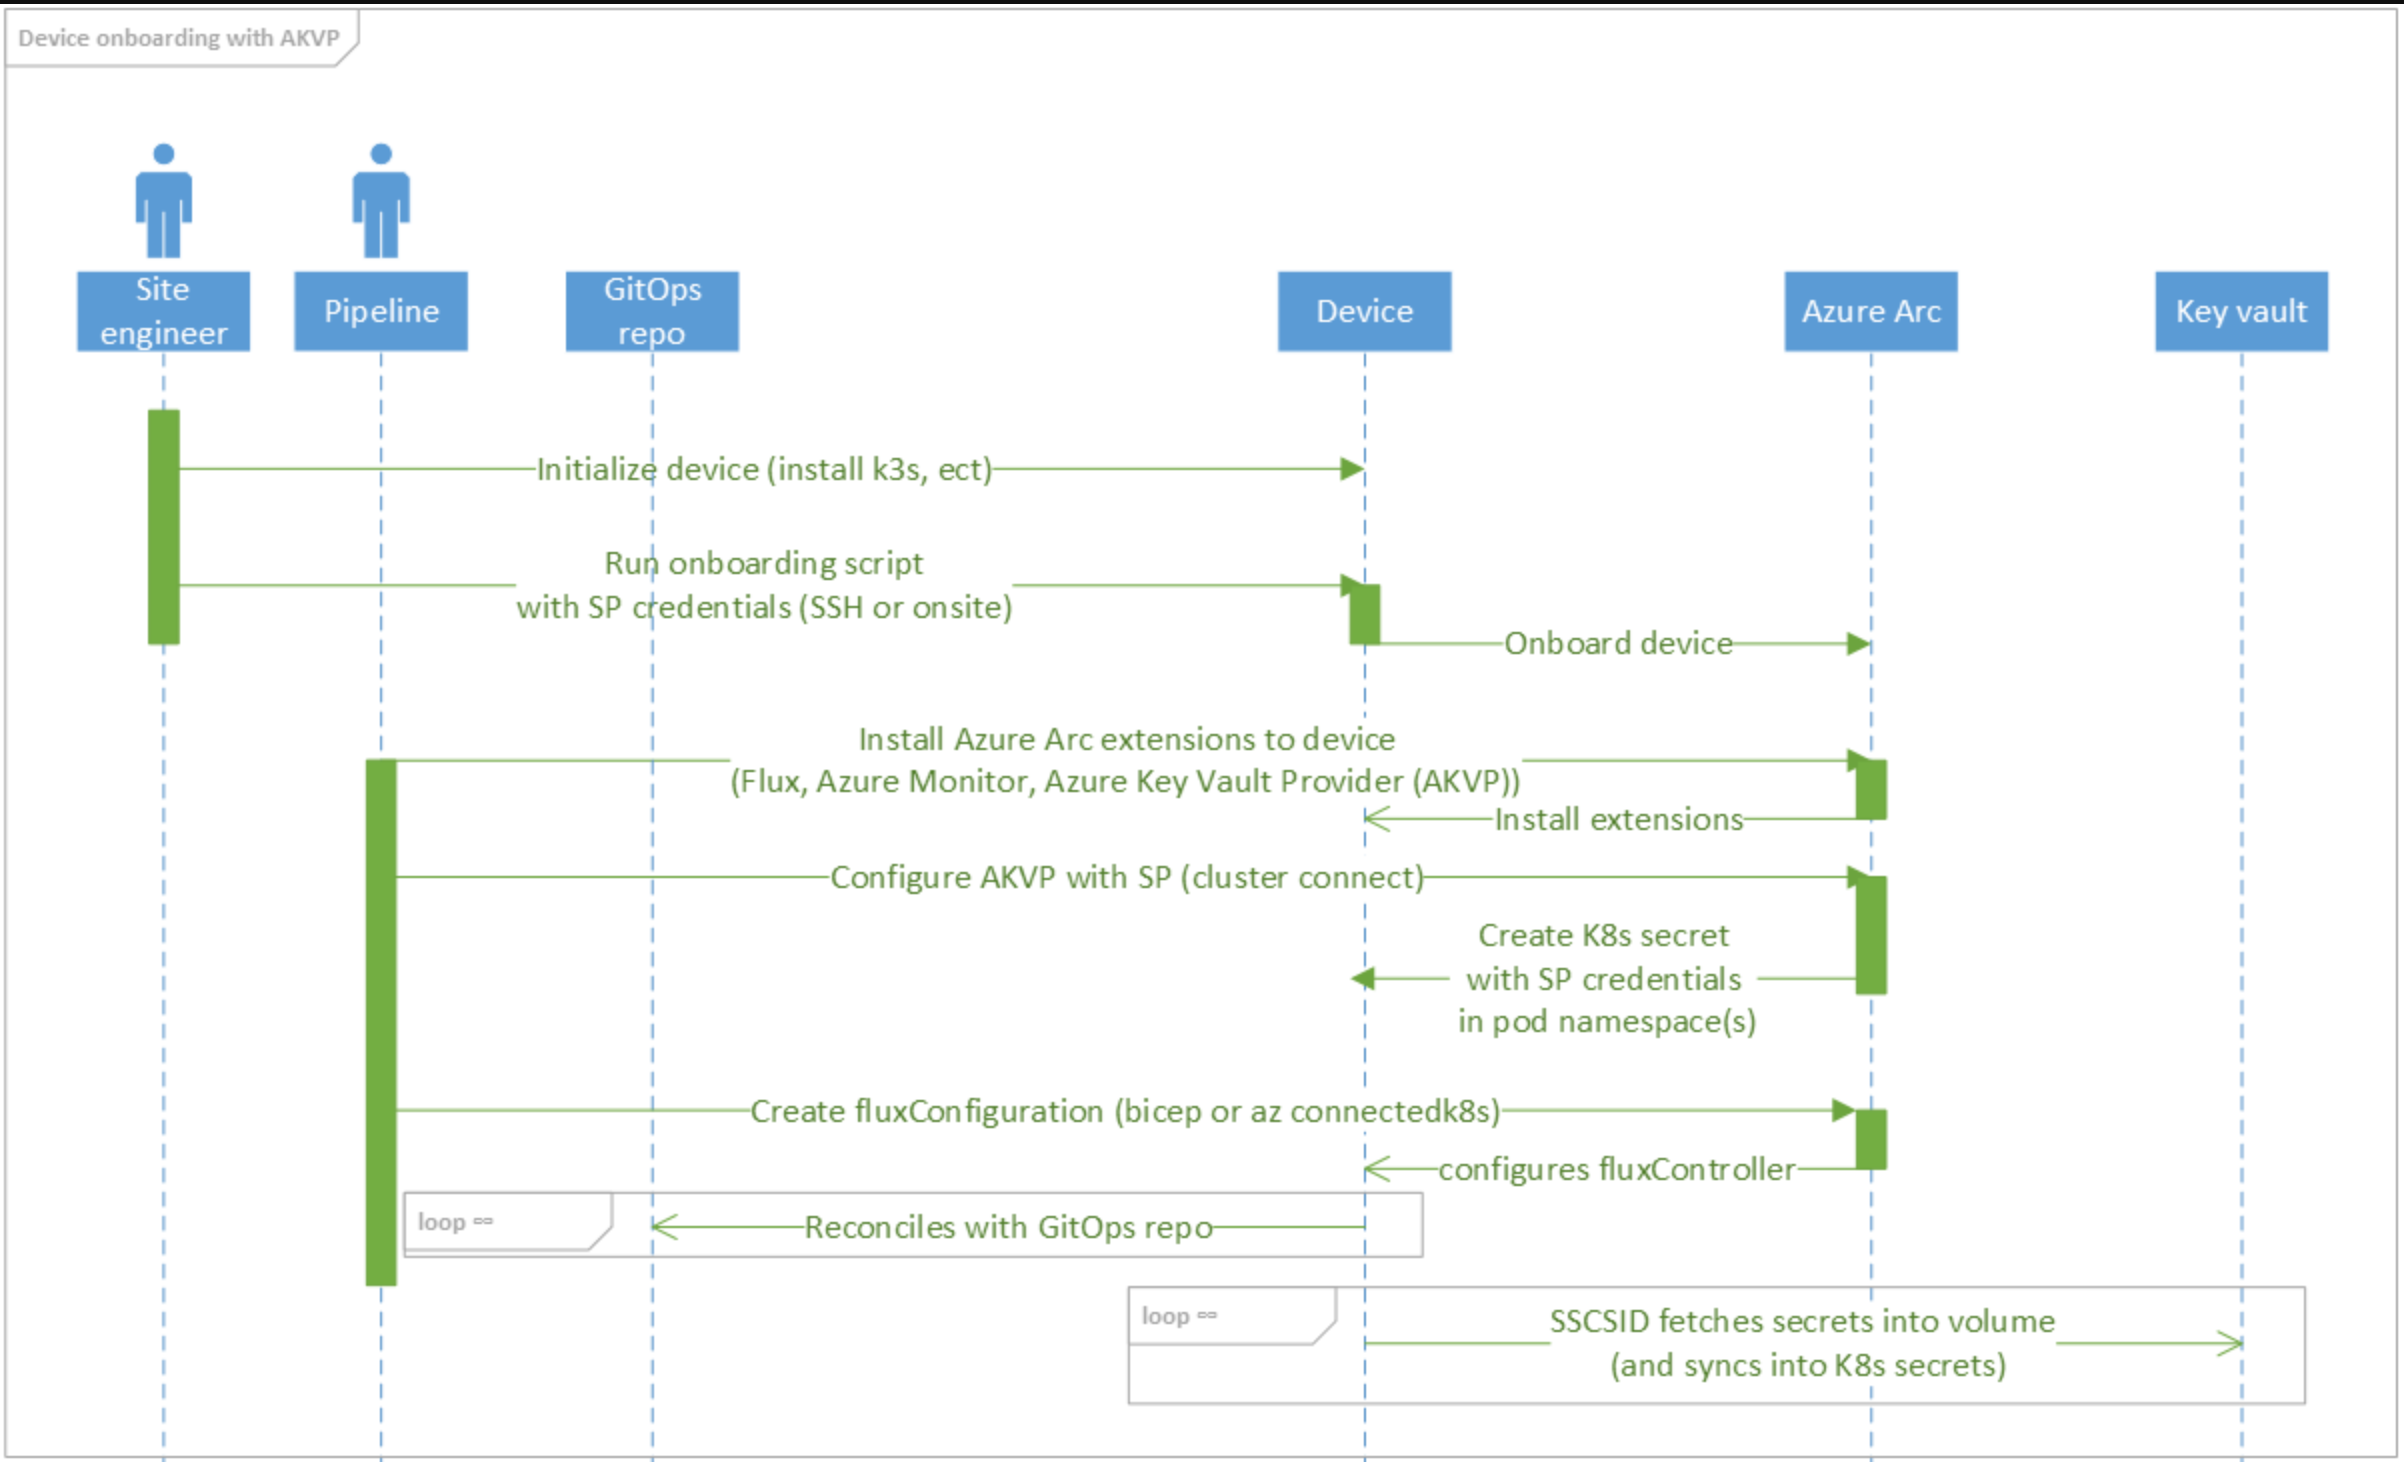 Device onboarding with AKVP
Site
engineer
Pipeline
GitOps
repo
Device
Azure Arc
Key vault
Initialize device (install k3s, ect)
Run onboarding script
with SP credentials (SSH or onsite)
Onboard device
Install Azure Arc extensions to device
(Flux, Azure Monitor, Azure Key Vault Provider (AKVP))
Install extensions
Configure AKVP with SP (cluster connect)
Create K8s secret
with SP credentials
in pod namespace(s)
Create fluxConfiguration (bicep or az connectedk8s)
configures fluxController
loop ∞
Reconciles with GitOps repo
loop ∞
SSCSID fetches secrets into volume
(and syncs into K8s secrets)